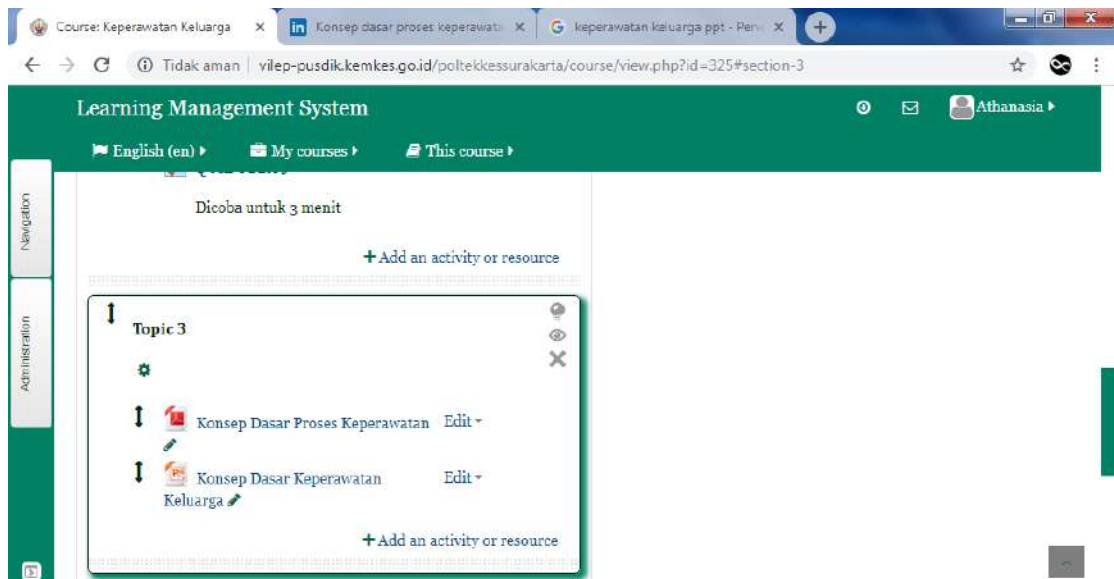 Course: Keperawatan Keluarga
Konsep dasar proses keperawat
keperawatan keluarga ppt - Pen
Tidak aman | vilep-pusdik.kemkes.go.id/poltekkessurakarta/course/view.php?id=325#section-3
Learning Management System
Athanasia
English (en)
My courses
This course
Navigation
Dicoba untuk 3 menit
+Add an activity or resource
Administration
Topic 3
Konsep Dasar Proses Keperawatan Edit
Konsep Dasar Keperawatan Edit
Keluarga
+Add an activity or resource